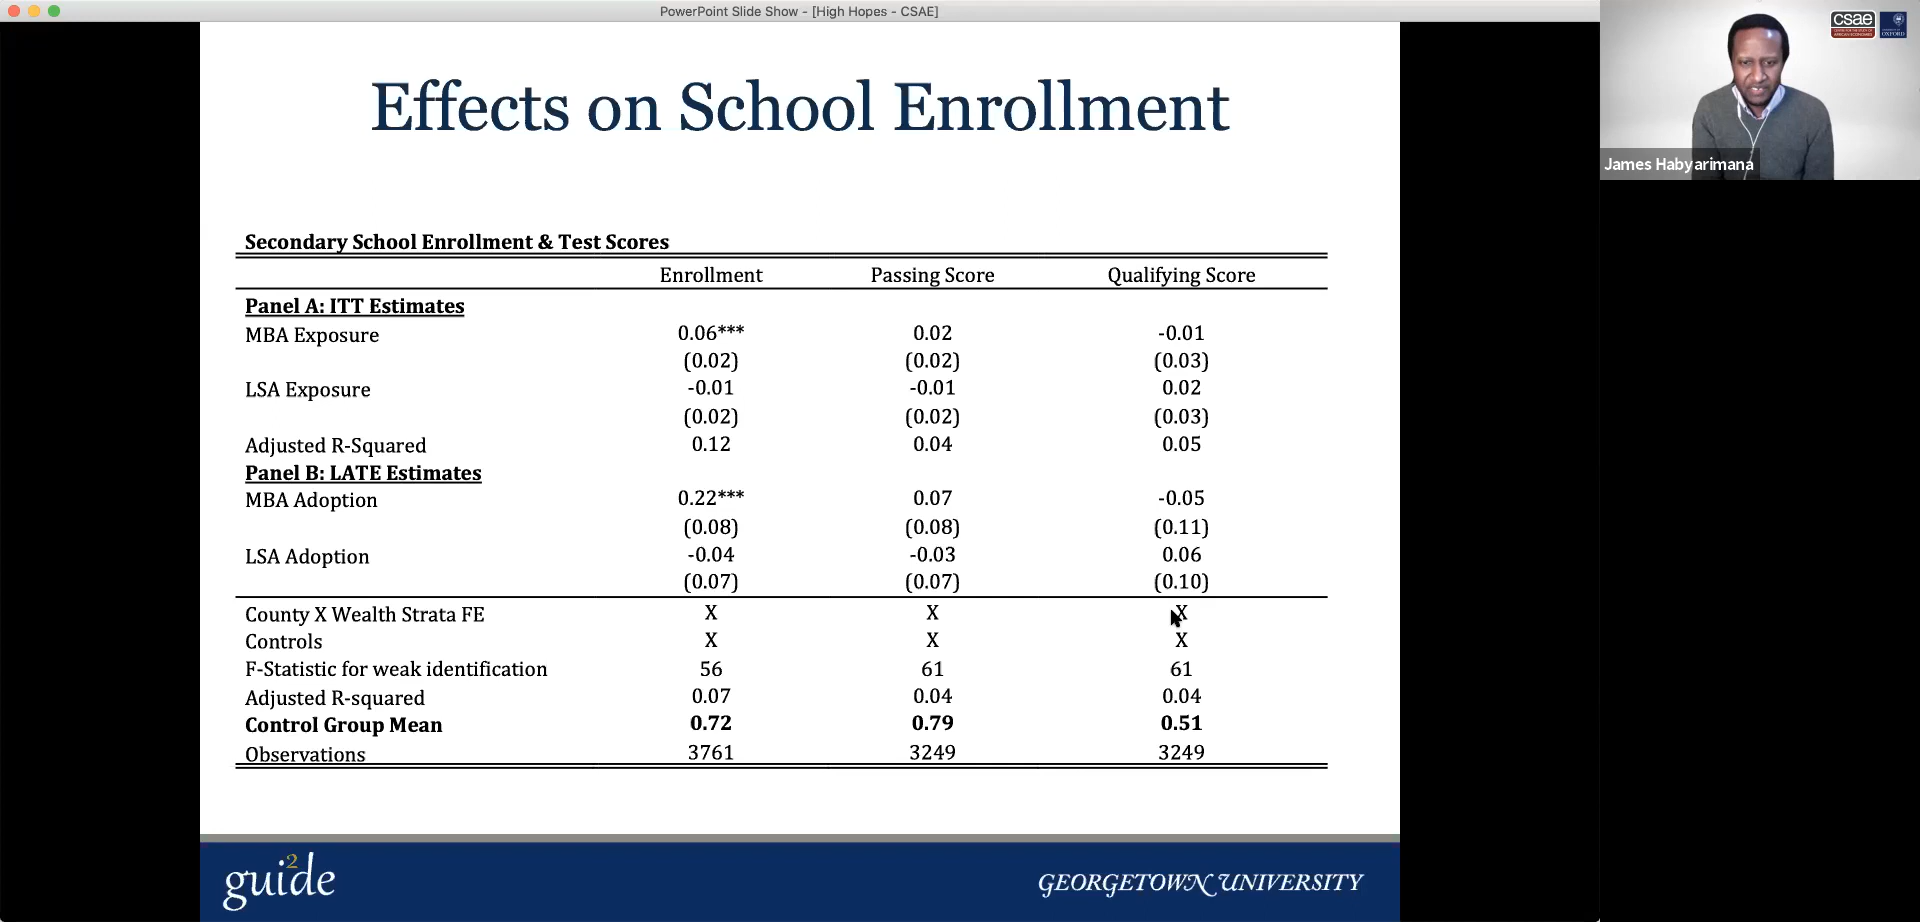 PowerPoint Slide Show - [High Hopes - CSAE]
csae
OXFORD
James Habyarimana
Effects on School Enrollment
Secondary School Enrollment & Test Scores
Enrollment Passing Score Qualifying Score
Panel A: ITT Estimates
MBA Exposure 0.06*** 0.02 -0.01
(0.02) (0.02) (0.03)
LSA Exposure -0.01 -0.01 0.02
(0.02) (0.02) (0.03)
Adjusted R-Squared 0.12 0.04 0.05
Panel B: LATE Estimates
MBA Adoption 0.22*** 0.07 -0.05
(0.08) (0.08) (0.11)
LSA Adoption -0.04 -0.03 0.06
(0.07) (0.07) (0.10)
County X Wealth Strata FE X X X
Controls X X X
F-Statistic for weak identification 56 61 61
Adjusted R-squared 0.07 0.04 0.04
Control Group Mean 0.72 0.79 0.51
Observations 3761 3249 3249
gui2de
GEORGETOWN UNIVERSITY